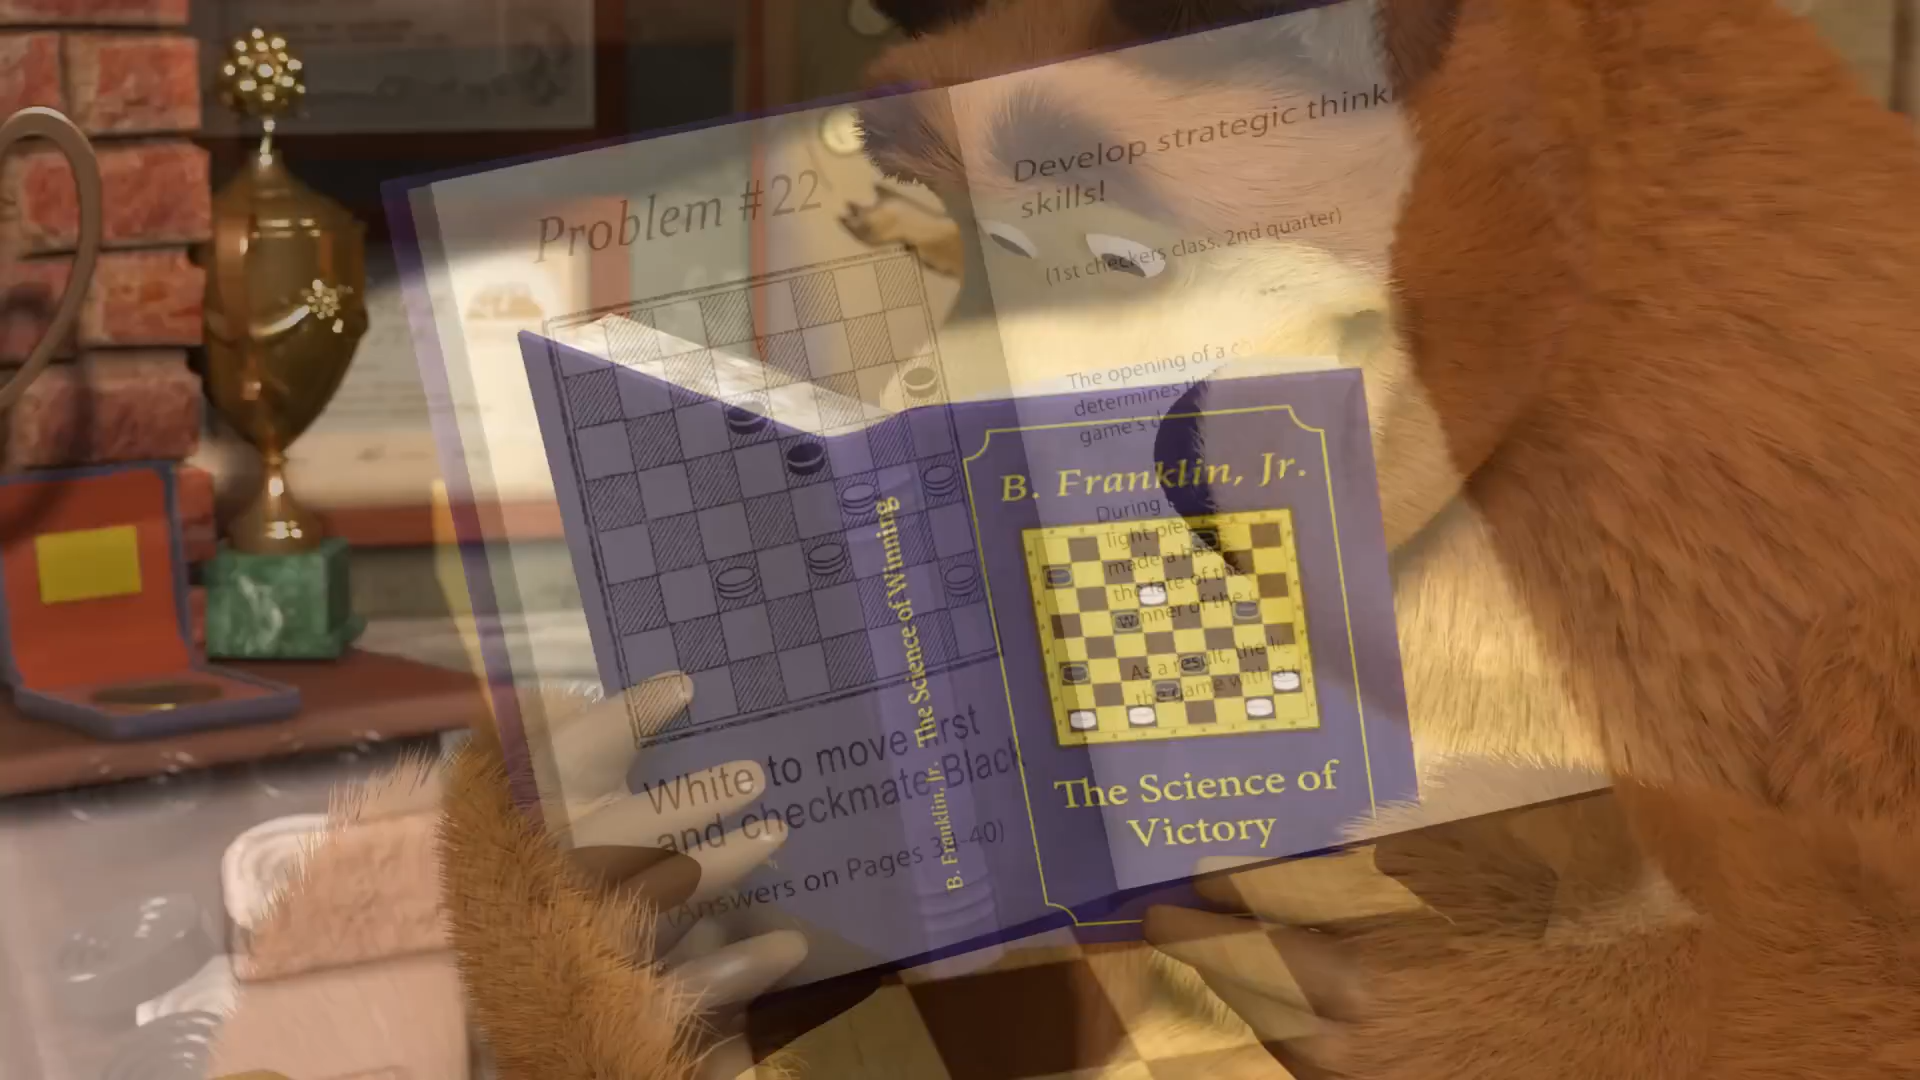 Problem #22
White to move first
and checkmate Black
(Answers on Pages
Develop strategic
skills!
(1st checkers class. 2nd quarter)
The opening of a
determines
game's
During
light
made a
the fate of the
winner of the
As a result, the
the game with a
B. Franklin, Jr. The Science of Winning
B. Franklin, Jr.
The Science of
Victory